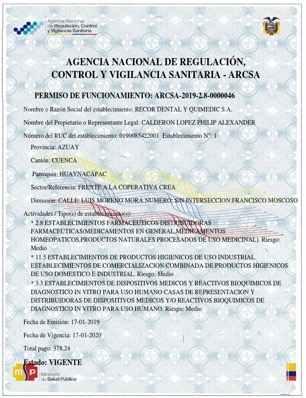 Agencia Nacional
de Regulación, Control
y Vigilancia Sanitaria
AGENCIA NACIONAL DE REGULACIÓN,
CONTROL Y VIGILANCIA SANITARIA - ARCSA
PERMISO DE FUNCIONAMIENTO: ARCSA-2019-2.8-0000046
Nombre o Razón Social del establecimiento: RECOR DENTAL Y QUIMEDIC S.A.
Nombre del Propietario o Representante Legal: CALDERON LOPEZ PHILIP ALEXANDER
Número del RUC del establecimiento: 0190085422001 Establecimiento N°: 1
Provincia: AZUAY
Cantón: CUENCA
Parroquia: HUAYNACÁPAC
Sector/Referencia: FRENTE A LA COPERATIVA CREA
Dirección: CALLE: LUIS MORENO MORA NUMERO: SN INTERSECCION:FRANCISCO MOSCOSO
Actividades / Tipo(s) de establecimiento(s):
* 2.8 ESTABLECIMIENTOS FARMACEUTICOS DISTRIBUIDORAS
FARMACEUTICAS(MEDICAMENTOS EN GENERAL,MEDICAMENTOS
HOMEOPATICOS,PRODUCTOS NATURALES PROCESADOS DE USO MEDICINAL). Riesgo:
Medio
* 11.5 ESTABLECIMIENTOS DE PRODUCTOS HIGIENICOS DE USO INDUSTRIAL
ESTABLECIMIENTOS DE COMERCIALIZACION COMBINADA DE PRODUCTOS HIGIENICOS
DE USO DOMESTICO E INDUSTRIAL. Riesgo: Medio
* 3.3 ESTABLECIMIENTOS DE DISPOSITIVOS MEDICOS Y REACTIVOS BIOQUIMICOS DE
DIAGNOSTICO IN VITRO PARA USO HUMANO CASAS DE REPRESENTACION Y
DISTRIBUIDORAS DE DISPOSITIVOS MEDICOS Y/O REACTIVOS BIOQUIMICOS DE
DIAGNOSTICO IN VITRO PARA USO HUMANO. Riesgo: Medio
Fecha de Emisión: 17-01-2019
Fecha de Vigencia: 17-01-2020
Total pago: 378.24
Estado: VIGENTE
msp
Ministerio
de Salud Pública